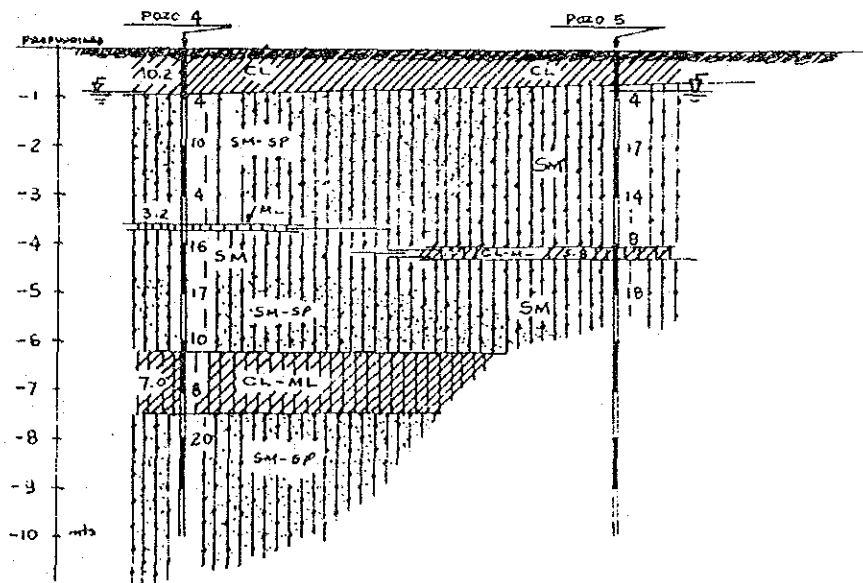 POZO 4 POZO 5
10.2 CL CL
-1 4 4
-2 10 SM-SP SM 17
-3 4 14
3.2 ML
-4 16 SM CL-ML 5.8 8
-5 17 SM-SP SM 18
-6 10
-7 7.0 8 CL-ML
-8 20 SM-SP
-9
-10 mts